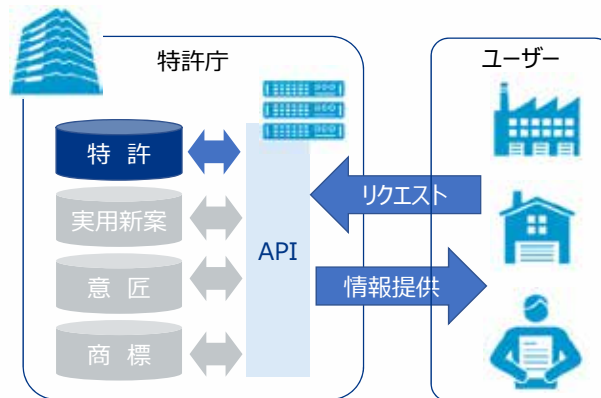 特許庁
ユーザー
特 許
実用新案
意 匠
商 標
API
リクエスト
情報提供